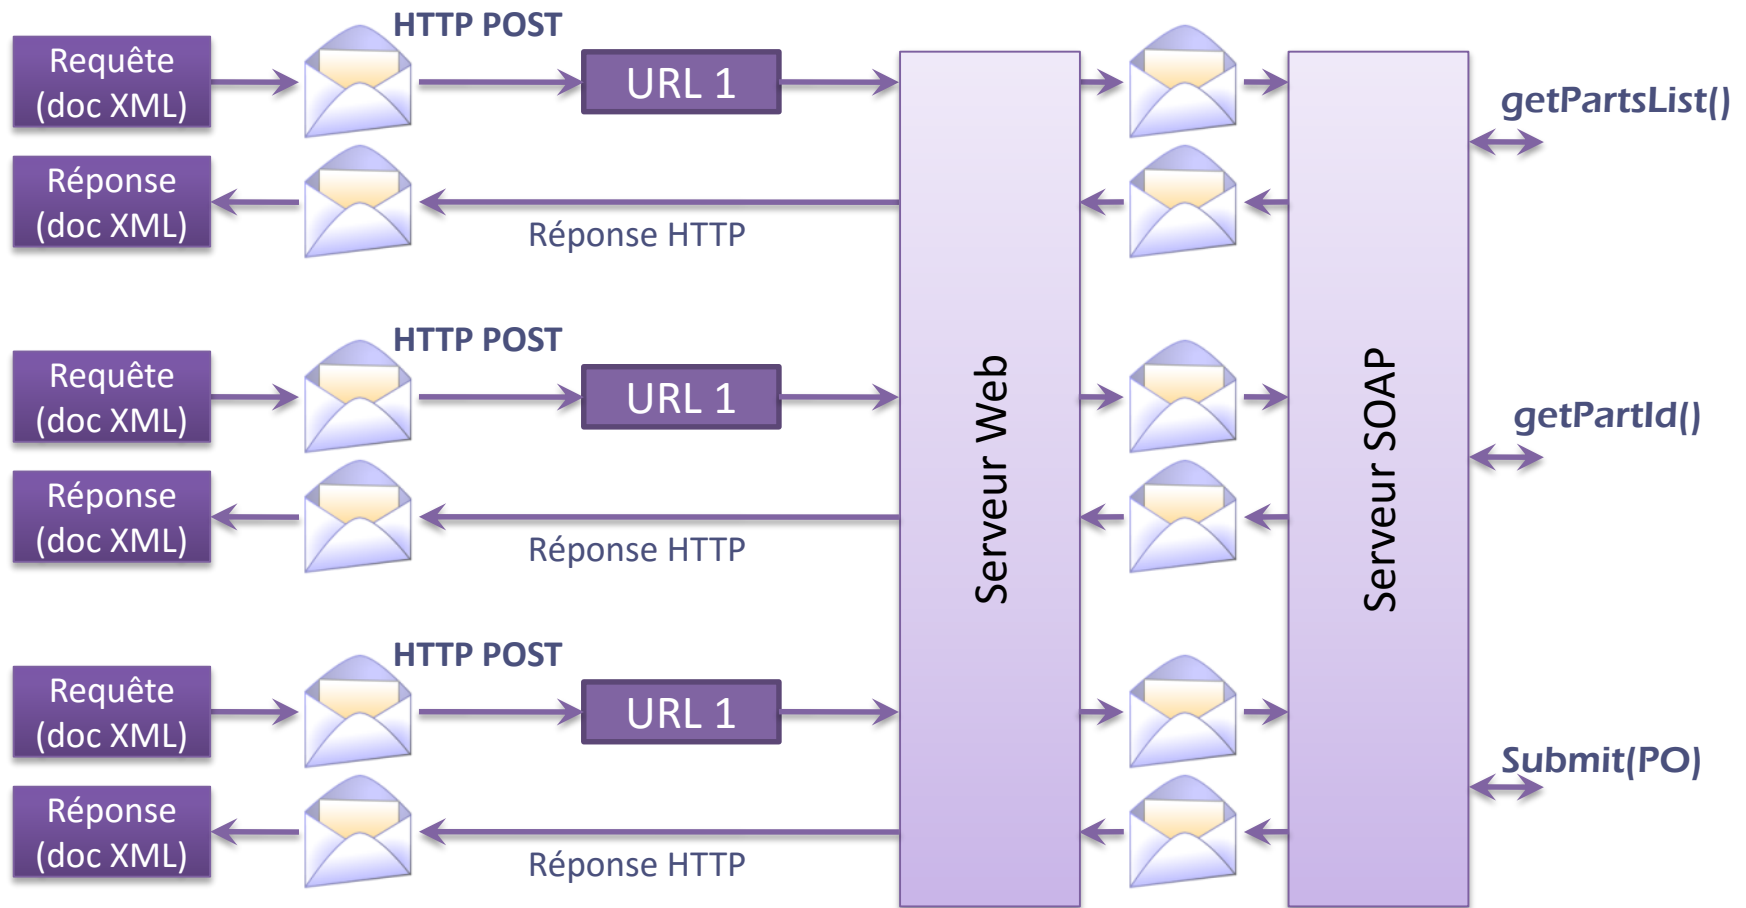 HTTP POST
Requête
(doc XML)
URL 1
getPartsList()
Réponse
(doc XML)
Réponse HTTP
HTTP POST
Requête
(doc XML)
URL 1
getPartId()
Réponse
(doc XML)
Réponse HTTP
Serveur Web
Serveur SOAP
HTTP POST
Requête
(doc XML)
URL 1
Submit(PO)
Réponse
(doc XML)
Réponse HTTP